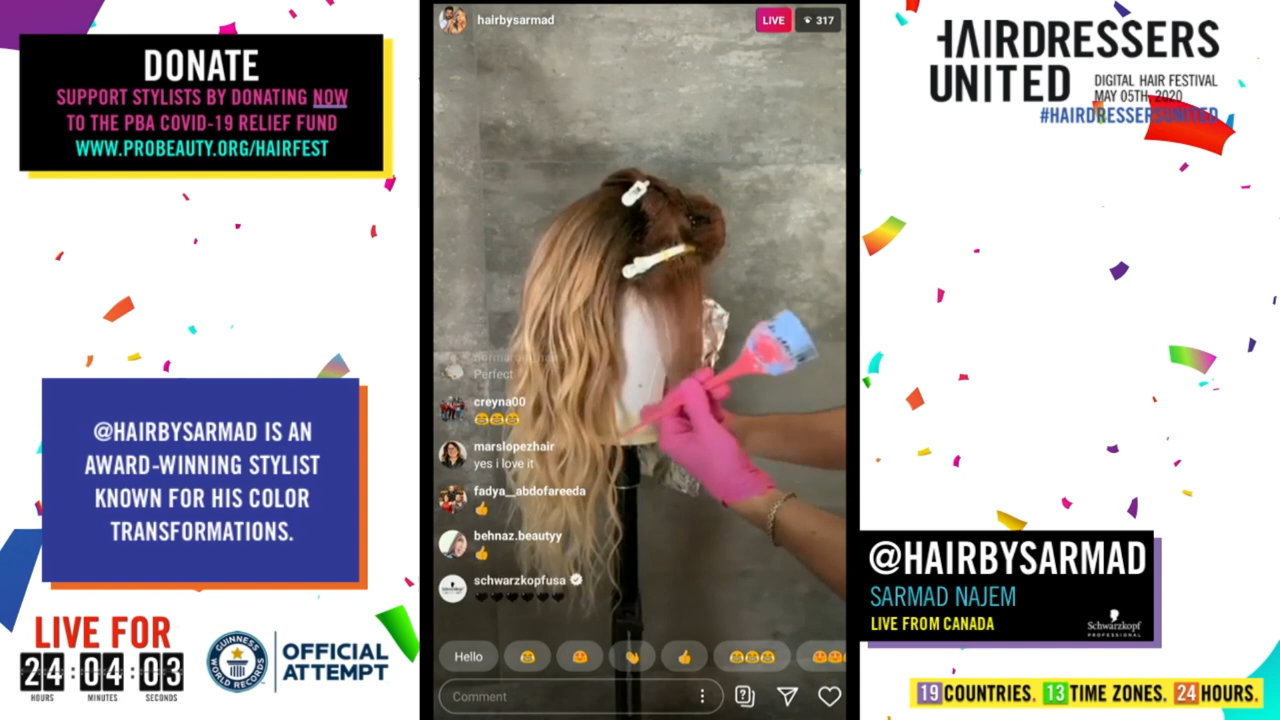 DONATE
SUPPORT STYLISTS BY DONATING NOW
TO THE PBA COVID-19 RELIEF FUND
WWW.PROBEAUTY.ORG/HAIRFEST
@HAIRBYSARMAD IS AN
AWARD-WINNING STYLIST
KNOWN FOR HIS COLOR
TRANSFORMATIONS.
LIVE FOR
24:04:03
HOURS MINUTES SECONDS
GUINNESS
WORLD RECORDS
OFFICIAL
ATTEMPT
hairbysarmad
LIVE
317
Perfect
creyna00
😂😂😂
marslopezhair
yes i love it
fadya__abdofareeda
👍
behnaz.beautyy
👍
schwarzkopfusa
🖤🖤🖤🖤🖤🖤
Hello 😂 😍 👏 👍 😂😂😂 😍😍
Comment
HAIRDRESSERS
UNITED
DIGITAL HAIR FESTIVAL
MAY 05TH, 2020
#HAIRDRESSERSUNITED
@HAIRBYSARMAD
SARMAD NAJEM
LIVE FROM CANADA
Schwarzkopf
PROFESSIONAL
19 COUNTRIES. 13 TIME ZONES. 24 HOURS.